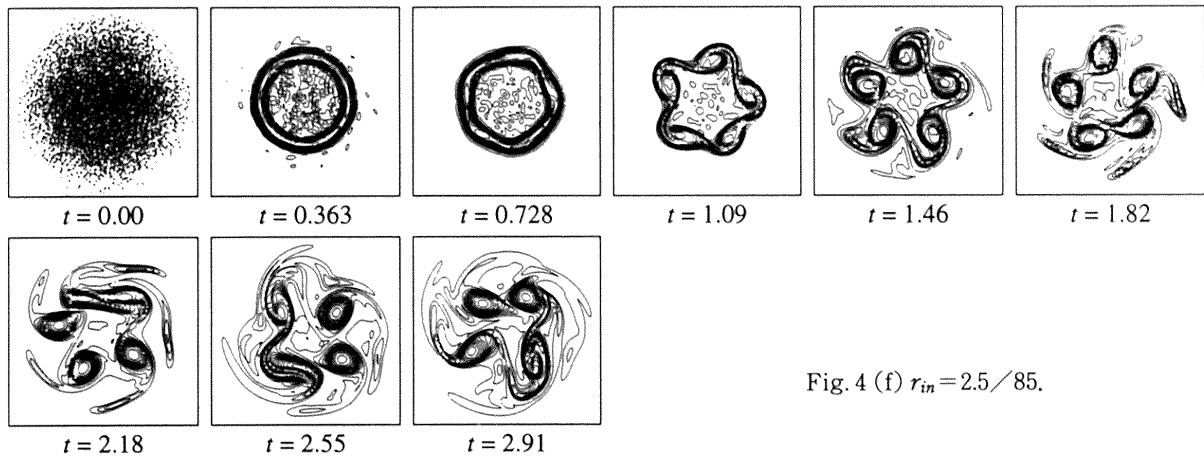 t = 0.00
t = 0.363
t = 0.728
t = 1.09
t = 1.46
t = 1.82
t = 2.18
t = 2.55
t = 2.91
Fig. 4 (f) r_in = 2.5/85.